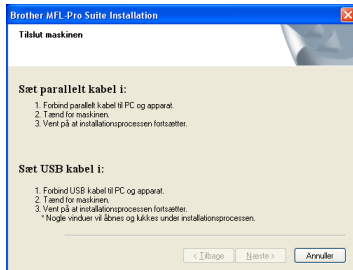 Brother MFL-Pro Suite Installation
Tilslut maskinen
Sæt parallelt kabel i:
1. Forbind parallelt kabel til PC og apparat.
2. Tænd for maskinen.
3. Vent på at installationsprocessen fortsætter.
Sæt USB kabel i:
1. Forbind USB kabel til PC og apparat.
2. Tænd for maskinen.
3. Vent på at installationsprocessen fortsætter.
* Nogle vinduer vil åbnes og lukkes under installationsprocessen.
< Tilbage Næste > Annuller